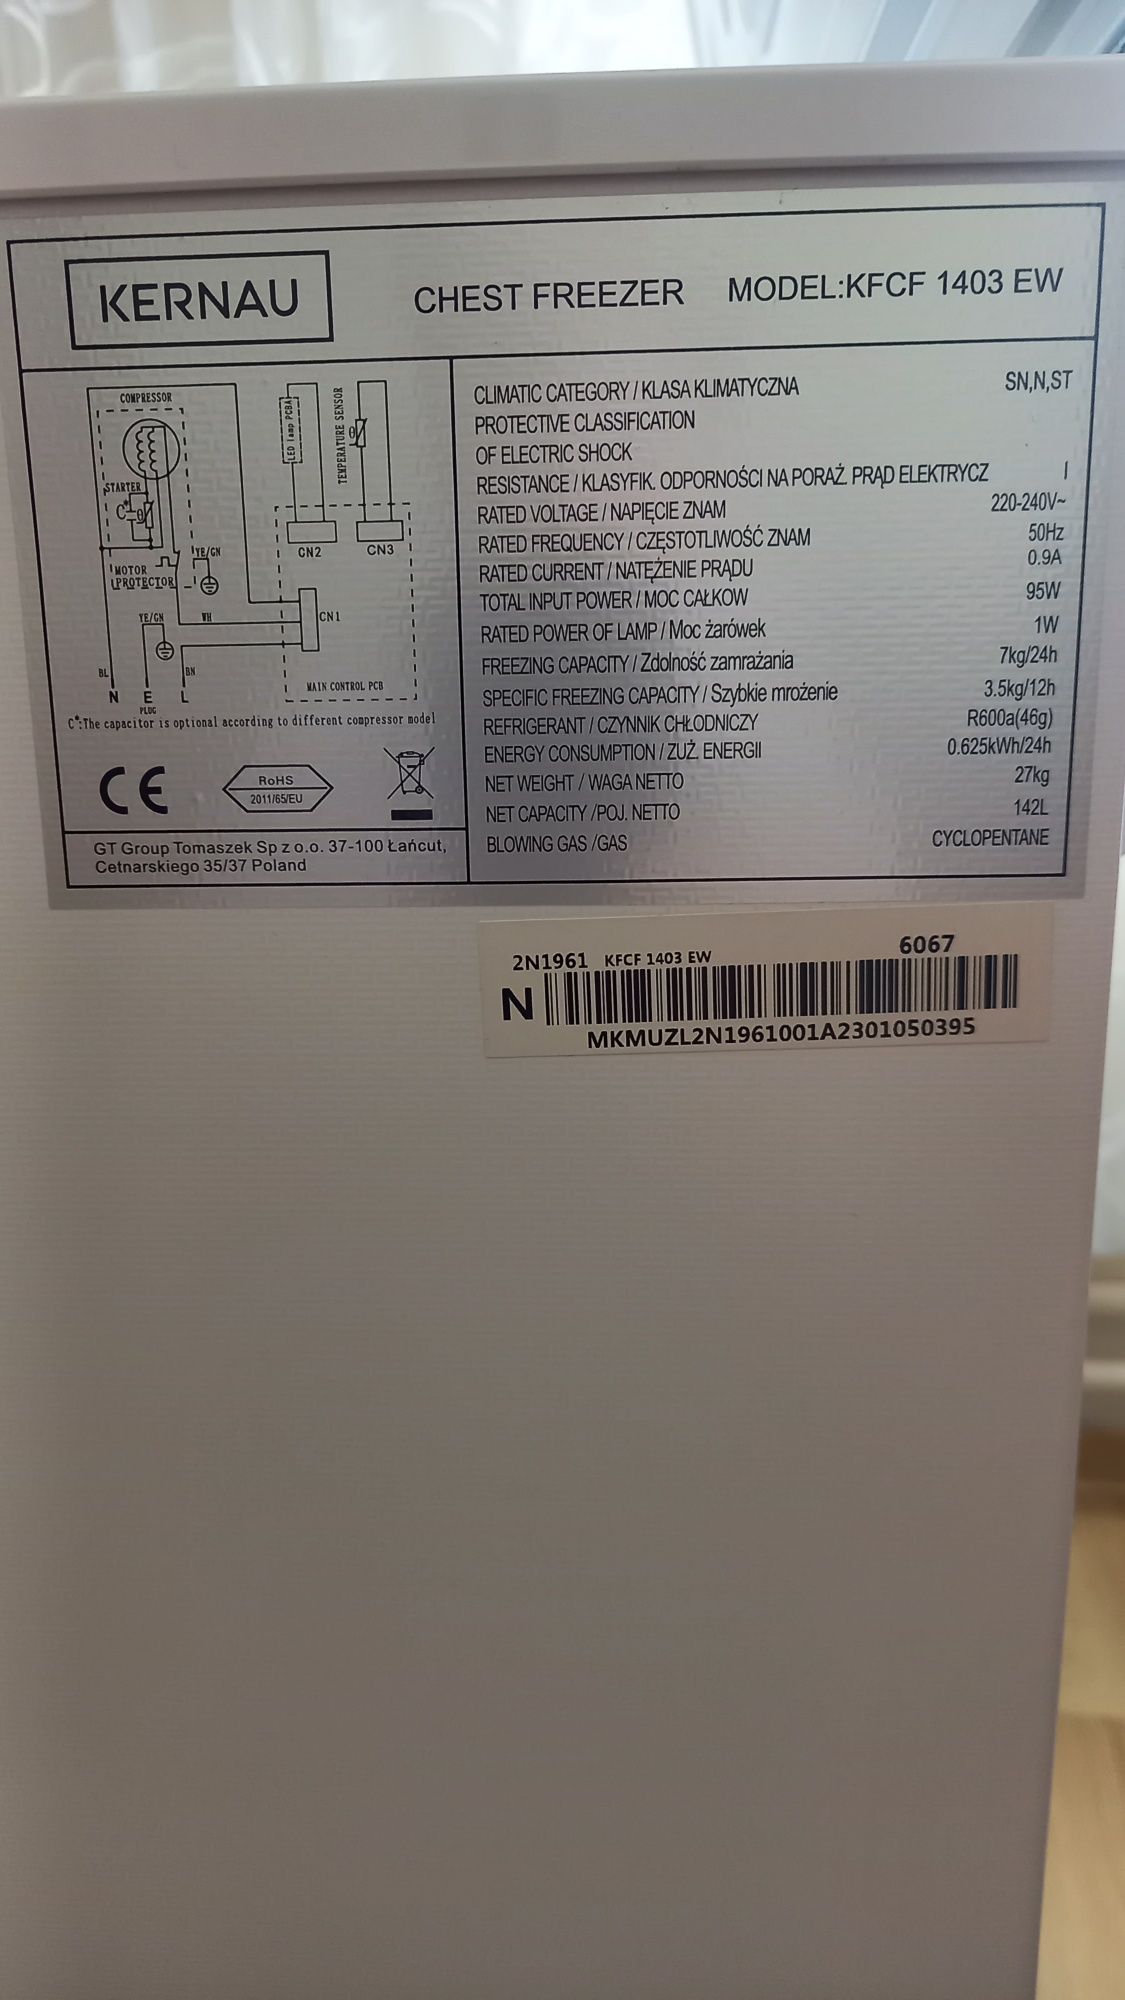 KERNAU
CHEST FREEZER MODEL:KFCF 1403 EW
COMPRESSOR
STARTER
C*
θ
MOTOR
PROTECTOR
YE/GN
YE/GN
WH
BL
BN
N E L
PLUG
LED lamp PCBA
TEMPERATURE SENSOR
θ
CN2
CN3
CN1
MAIN CONTROL PCB
C*:The capacitor is optional according to different compressor model
CE
RoHS
2011/65/EU
GT Group Tomaszek Sp z o.o. 37-100 Łańcut,
Cetnarskiego 35/37 Poland
CLIMATIC CATEGORY / KLASA KLIMATYCZNA SN,N,ST
PROTECTIVE CLASSIFICATION
OF ELECTRIC SHOCK
RESISTANCE / KLASYFIK. ODPORNOŚCI NA PORAŻ. PRĄD ELEKTRYCZ I
RATED VOLTAGE / NAPIĘCIE ZNAM 220-240V~
RATED FREQUENCY / CZĘSTOTLIWOŚĆ ZNAM 50Hz
RATED CURRENT / NATĘŻENIE PRĄDU 0.9A
TOTAL INPUT POWER / MOC CAŁKOW 95W
RATED POWER OF LAMP / Moc żarówek 1W
FREEZING CAPACITY / Zdolność zamrażania 7kg/24h
SPECIFIC FREEZING CAPACITY / Szybkie mrożenie 3.5kg/12h
REFRIGERANT / CZYNNIK CHŁODNICZY R600a(46g)
ENERGY CONSUMPTION / ZUŻ. ENERGII 0.625kWh/24h
NET WEIGHT / WAGA NETTO 27kg
NET CAPACITY /POJ. NETTO 142L
BLOWING GAS /GAS CYCLOPENTANE
2N1961 KFCF 1403 EW 6067
N
MKMUZL2N1961001A2301050395